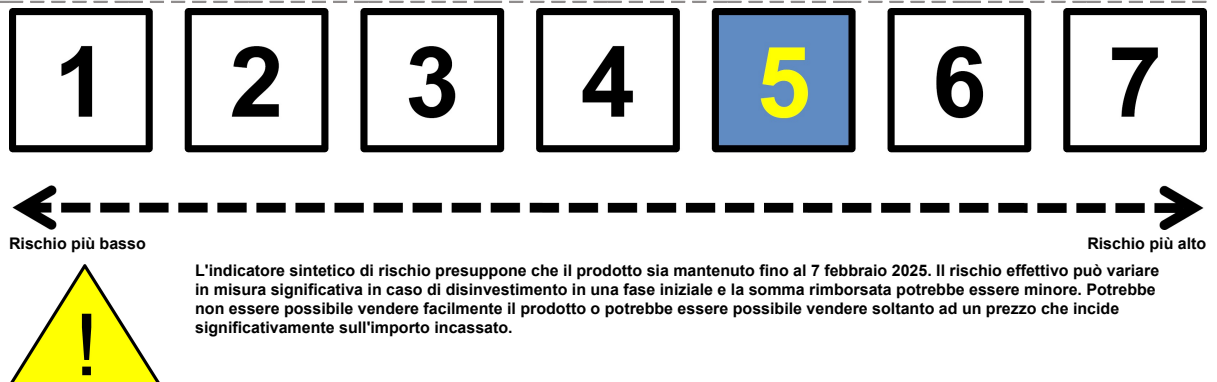 1 2 3 4 5 6 7
Rischio più basso Rischio più alto
L'indicatore sintetico di rischio presuppone che il prodotto sia mantenuto fino al 7 febbraio 2025. Il rischio effettivo può variare
in misura significativa in caso di disinvestimento in una fase iniziale e la somma rimborsata potrebbe essere minore. Potrebbe
non essere possibile vendere facilmente il prodotto o potrebbe essere possibile vendere soltanto ad un prezzo che incide
significativamente sull'importo incassato.
!